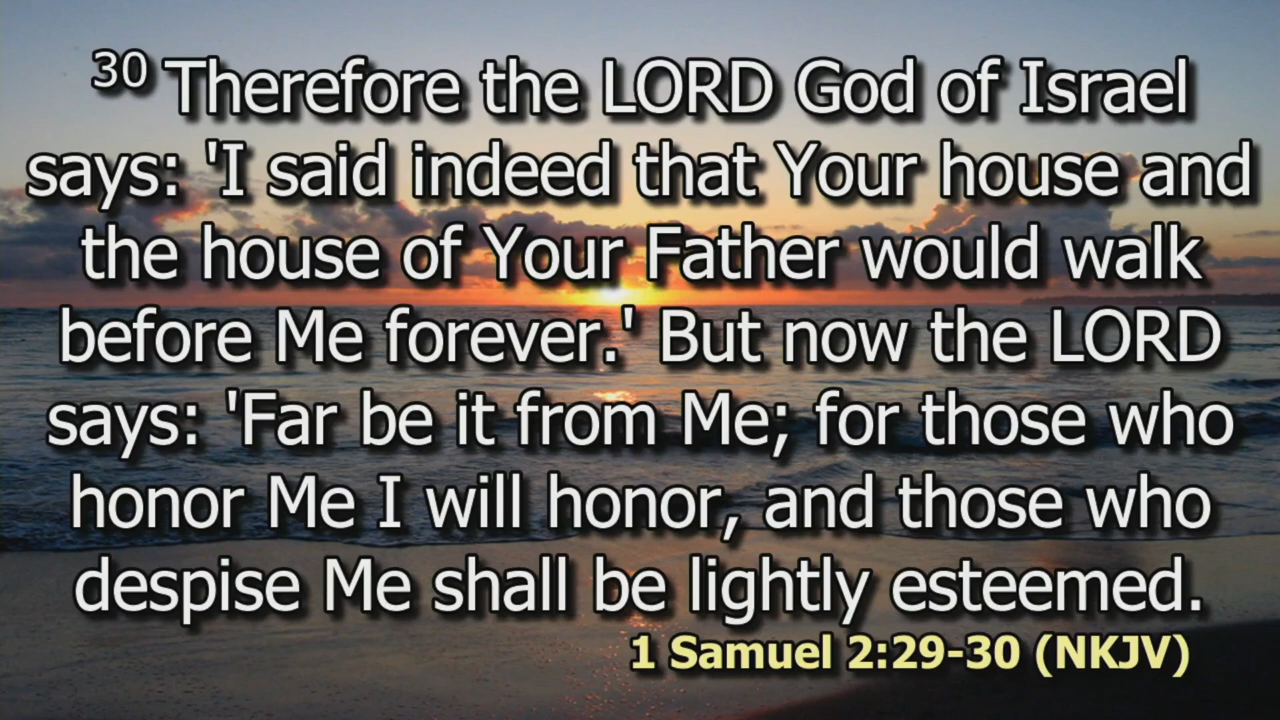 30 Therefore the LORD God of Israel
says: 'I said indeed that Your house and
the house of Your Father would walk
before Me forever.' But now the LORD
says: 'Far be it from Me; for those who
honor Me I will honor, and those who
despise Me shall be lightly esteemed.
1 Samuel 2:29-30 (NKJV)